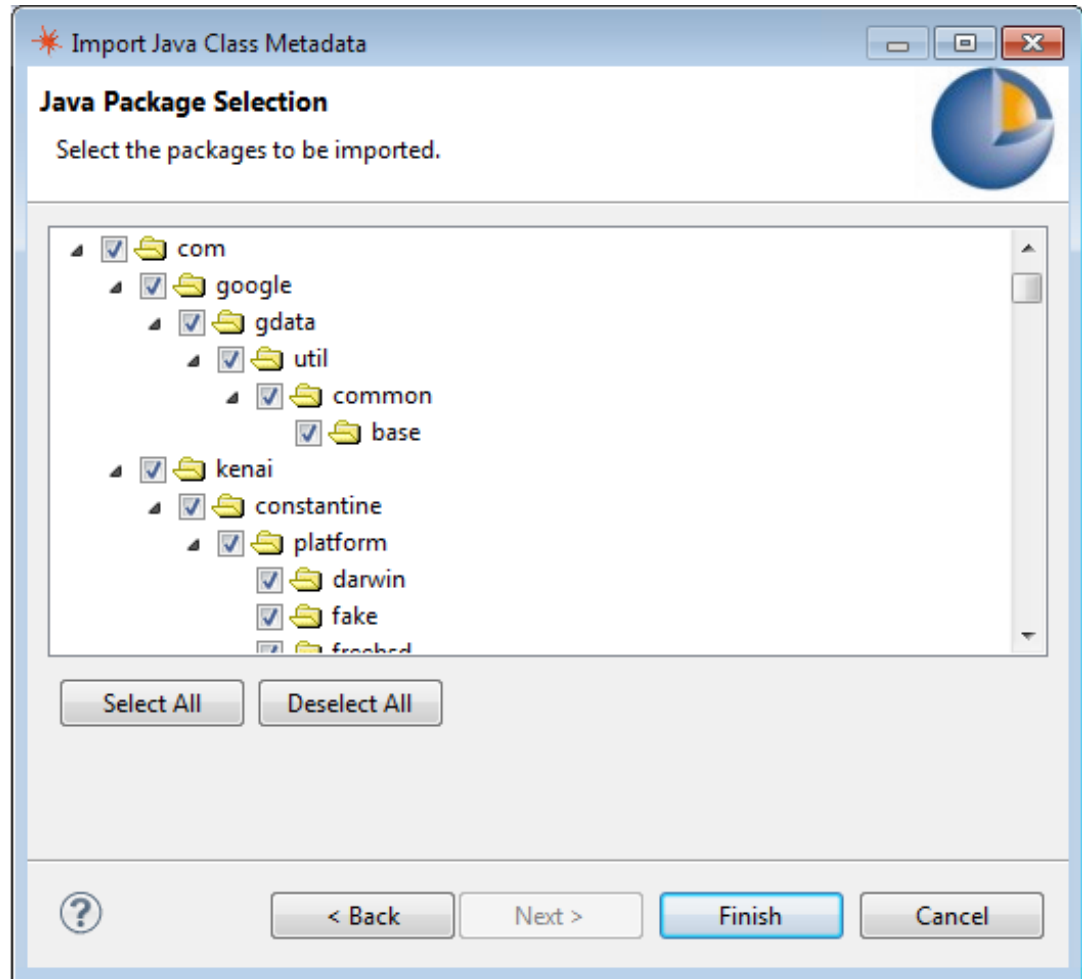 Import Java Class Metadata
Java Package Selection
Select the packages to be imported.
com
google
gdata
util
common
base
kenai
constantine
platform
darwin
fake
freebsd
Select All
Deselect All
?
< Back
Next >
Finish
Cancel